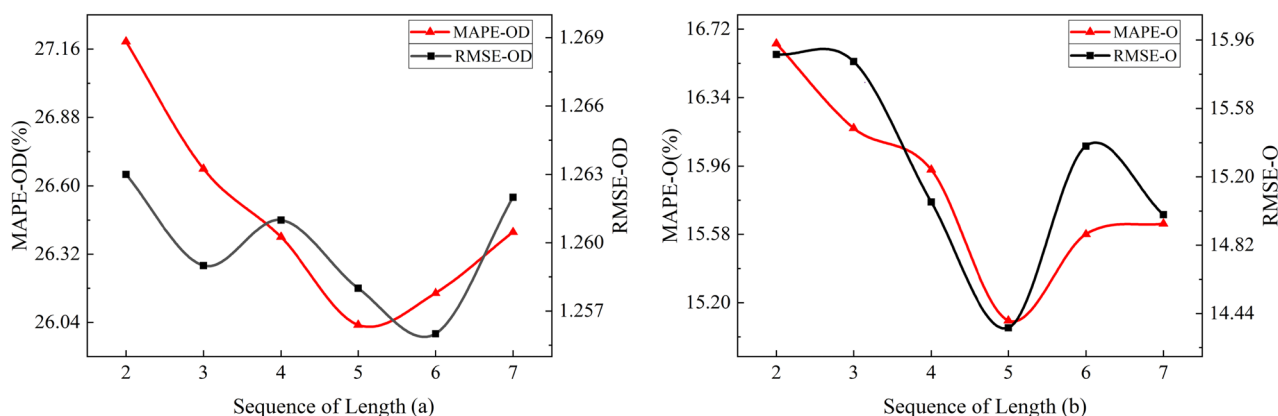 MAPE-OD
RMSE-OD
27.16
26.88
26.60
26.32
26.04
MAPE-OD(%)
1.269
1.266
1.263
1.260
1.257
RMSE-OD
2 3 4 5 6 7
Sequence of Length (a)
MAPE-O
RMSE-O
16.72
16.34
15.96
15.58
15.20
MAPE-O(%)
15.96
15.58
15.20
14.82
14.44
RMSE-O
2 3 4 5 6 7
Sequence of Length (b)